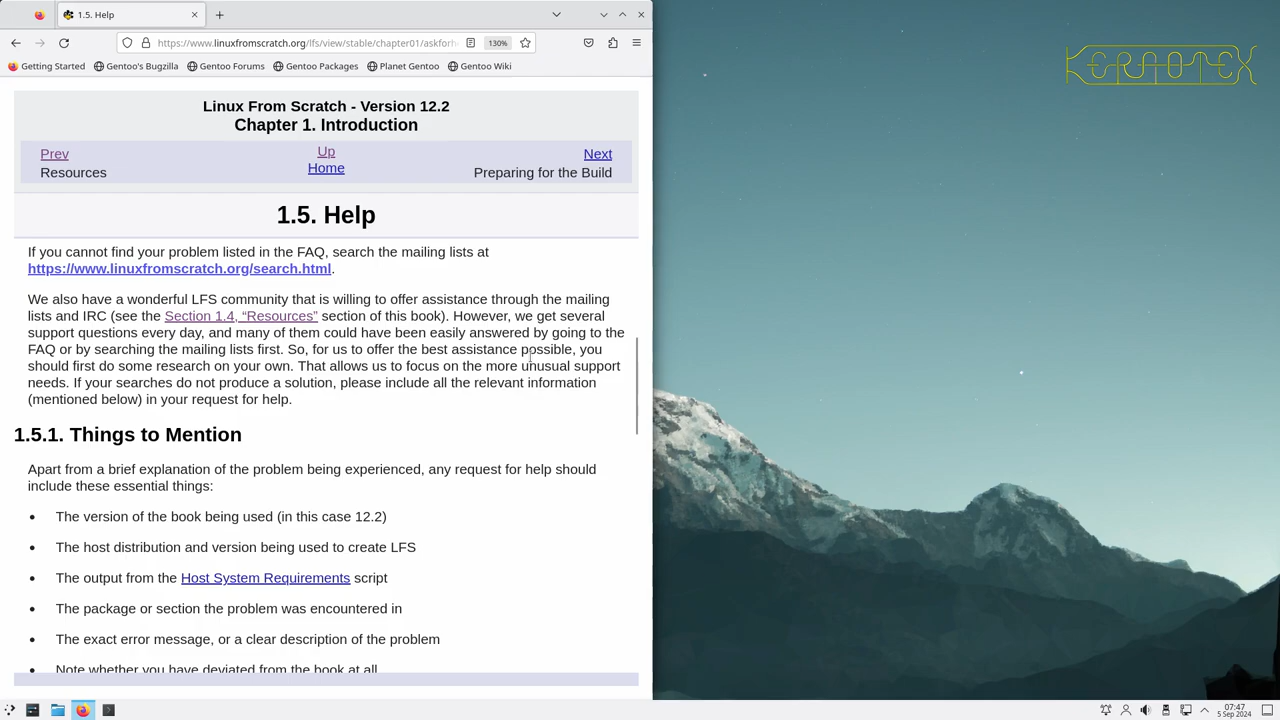 1.5. Help
https://www.linuxfromscratch.org/lfs/view/stable/chapter01/askforh
130%
Getting Started
Gentoo's Bugzilla
Gentoo Forums
Gentoo Packages
Planet Gentoo
Gentoo Wiki
KERAOTEX
Linux From Scratch - Version 12.2
Chapter 1. Introduction
Prev
Up
Next
Resources
Home
Preparing for the Build
1.5. Help
If you cannot find your problem listed in the FAQ, search the mailing lists at
https://www.linuxfromscratch.org/search.html.
We also have a wonderful LFS community that is willing to offer assistance through the mailing
lists and IRC (see the Section 1.4, “Resources” section of this book). However, we get several
support questions every day, and many of them could have been easily answered by going to the
FAQ or by searching the mailing lists first. So, for us to offer the best assistance possible, you
should first do some research on your own. That allows us to focus on the more unusual support
needs. If your searches do not produce a solution, please include all the relevant information
(mentioned below) in your request for help.
1.5.1. Things to Mention
Apart from a brief explanation of the problem being experienced, any request for help should
include these essential things:
• The version of the book being used (in this case 12.2)
• The host distribution and version being used to create LFS
• The output from the Host System Requirements script
• The package or section the problem was encountered in
• The exact error message, or a clear description of the problem
• Note whether you have deviated from the book at all
07:47
5 Sep 2024